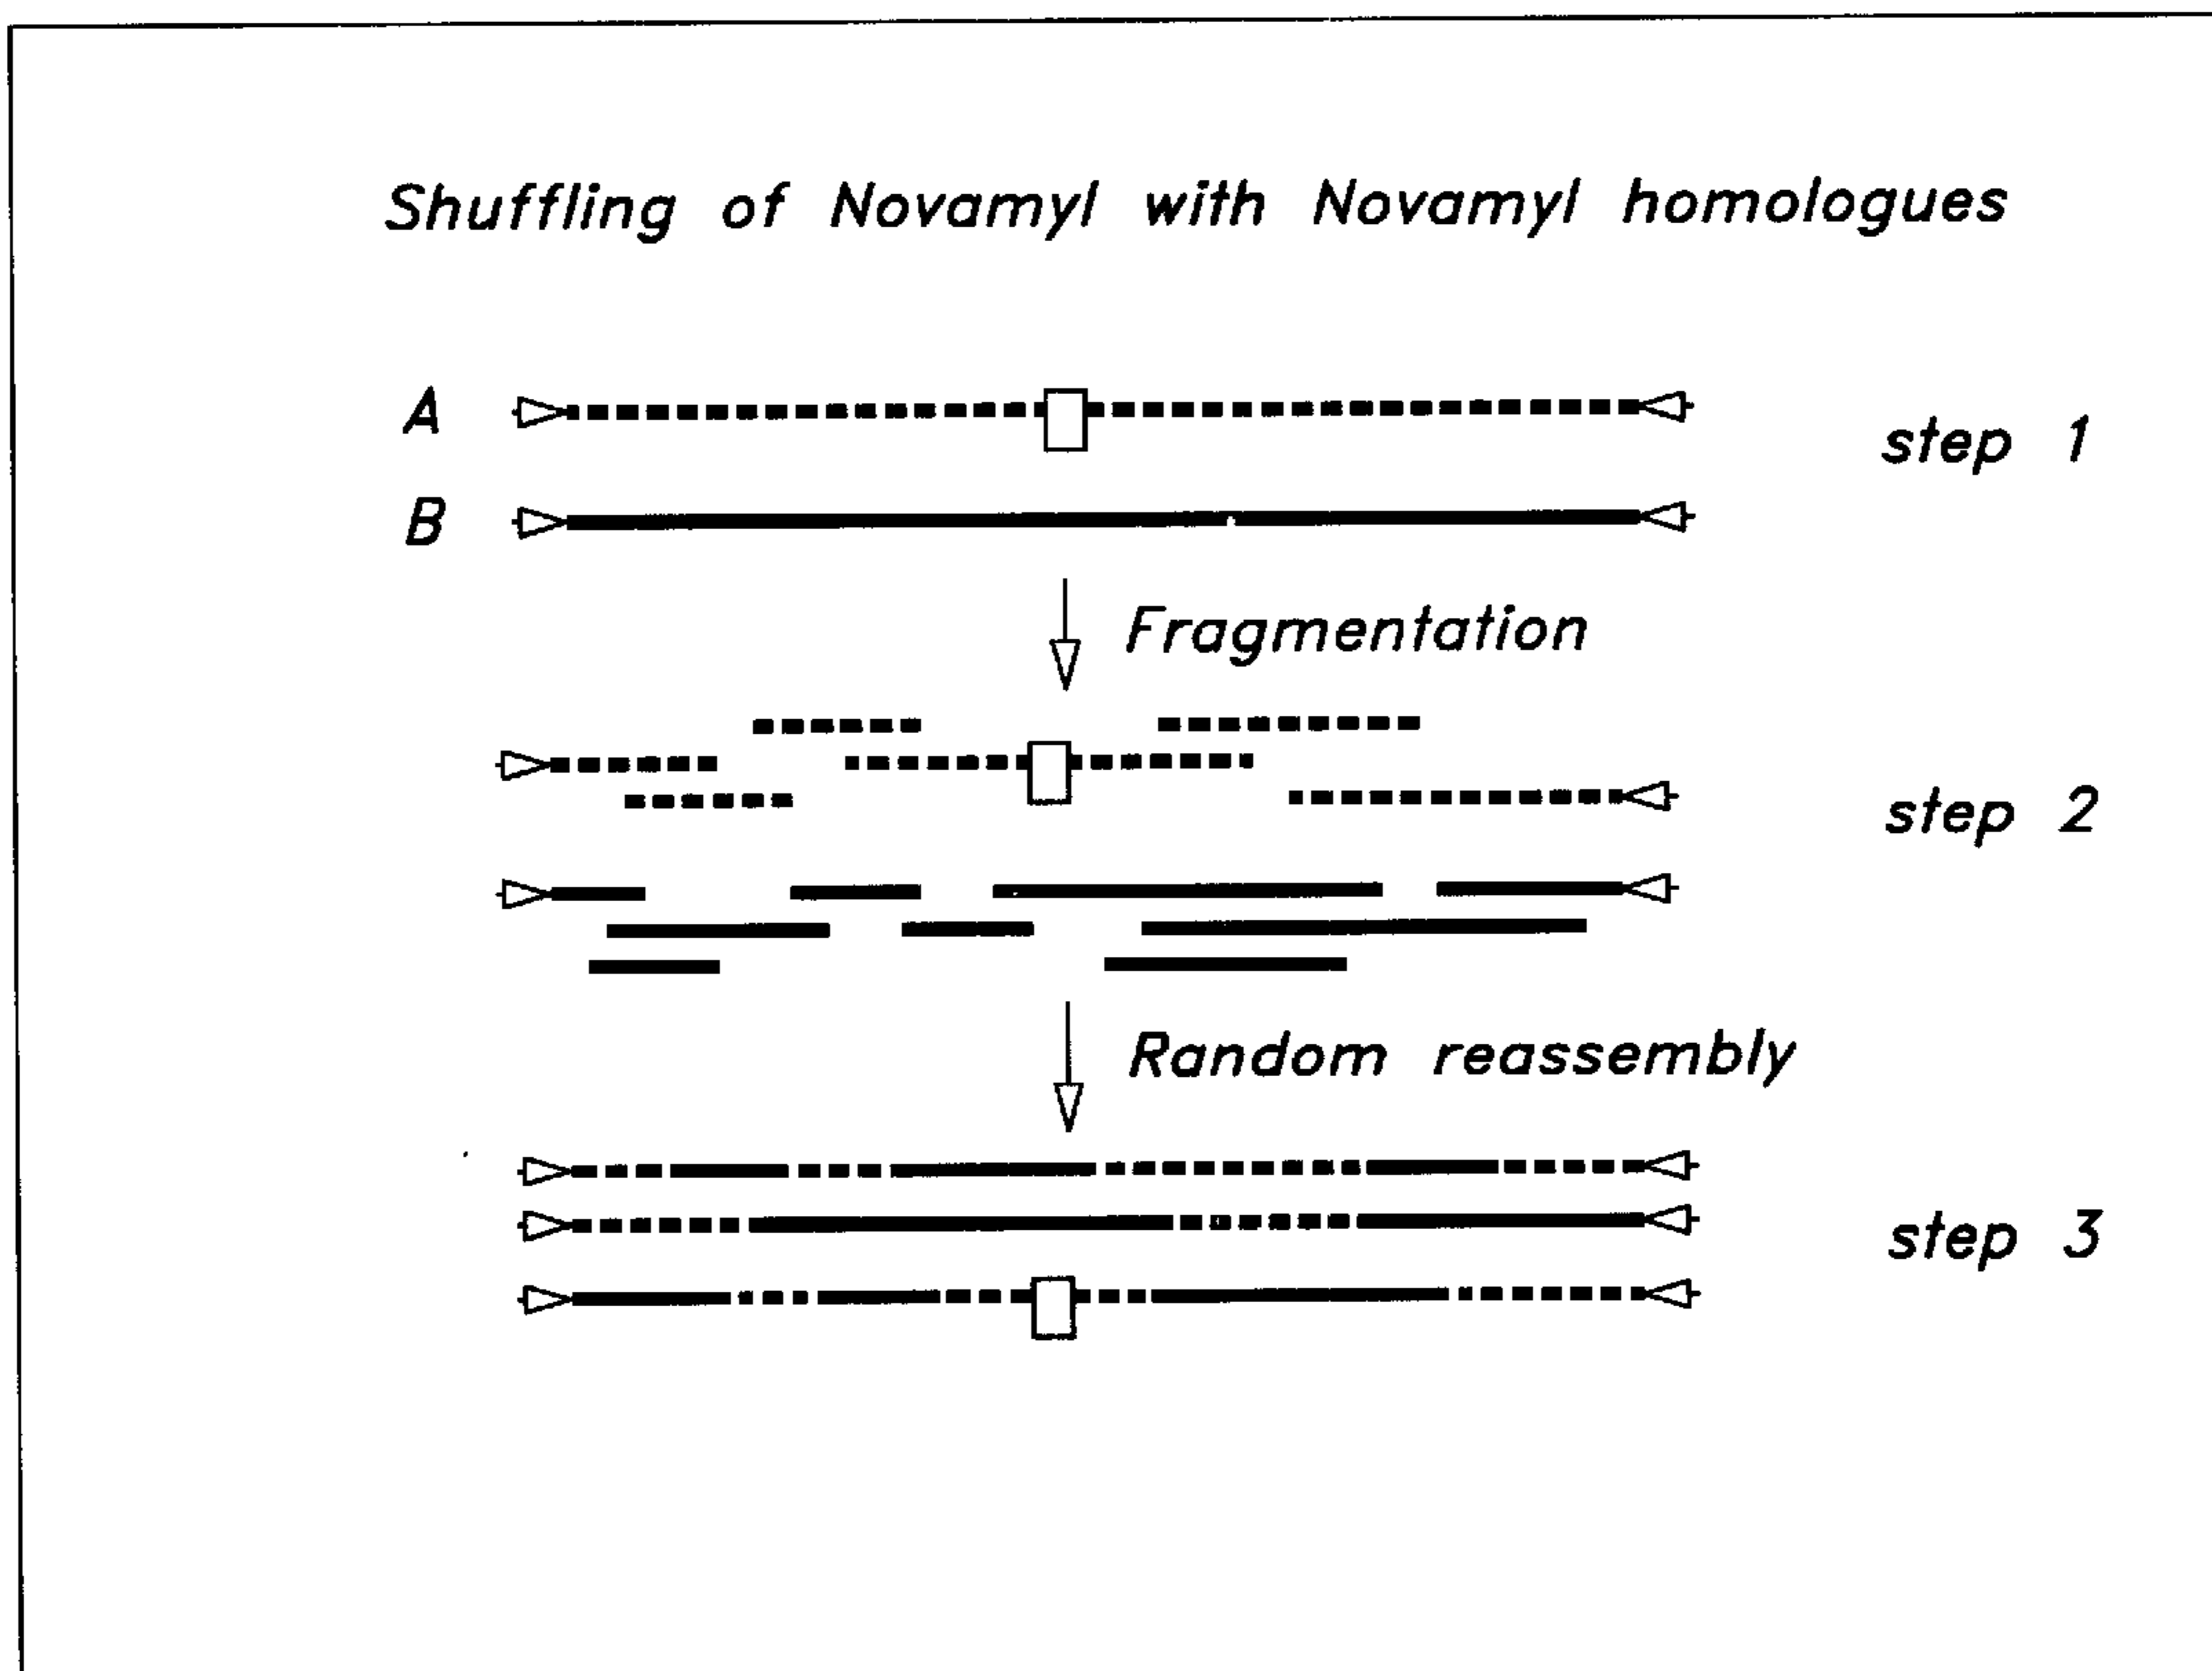 Shuffling of Novamyl with Novamyl homologues
A
step 1
B
Fragmentation
step 2
Random reassembly
step 3